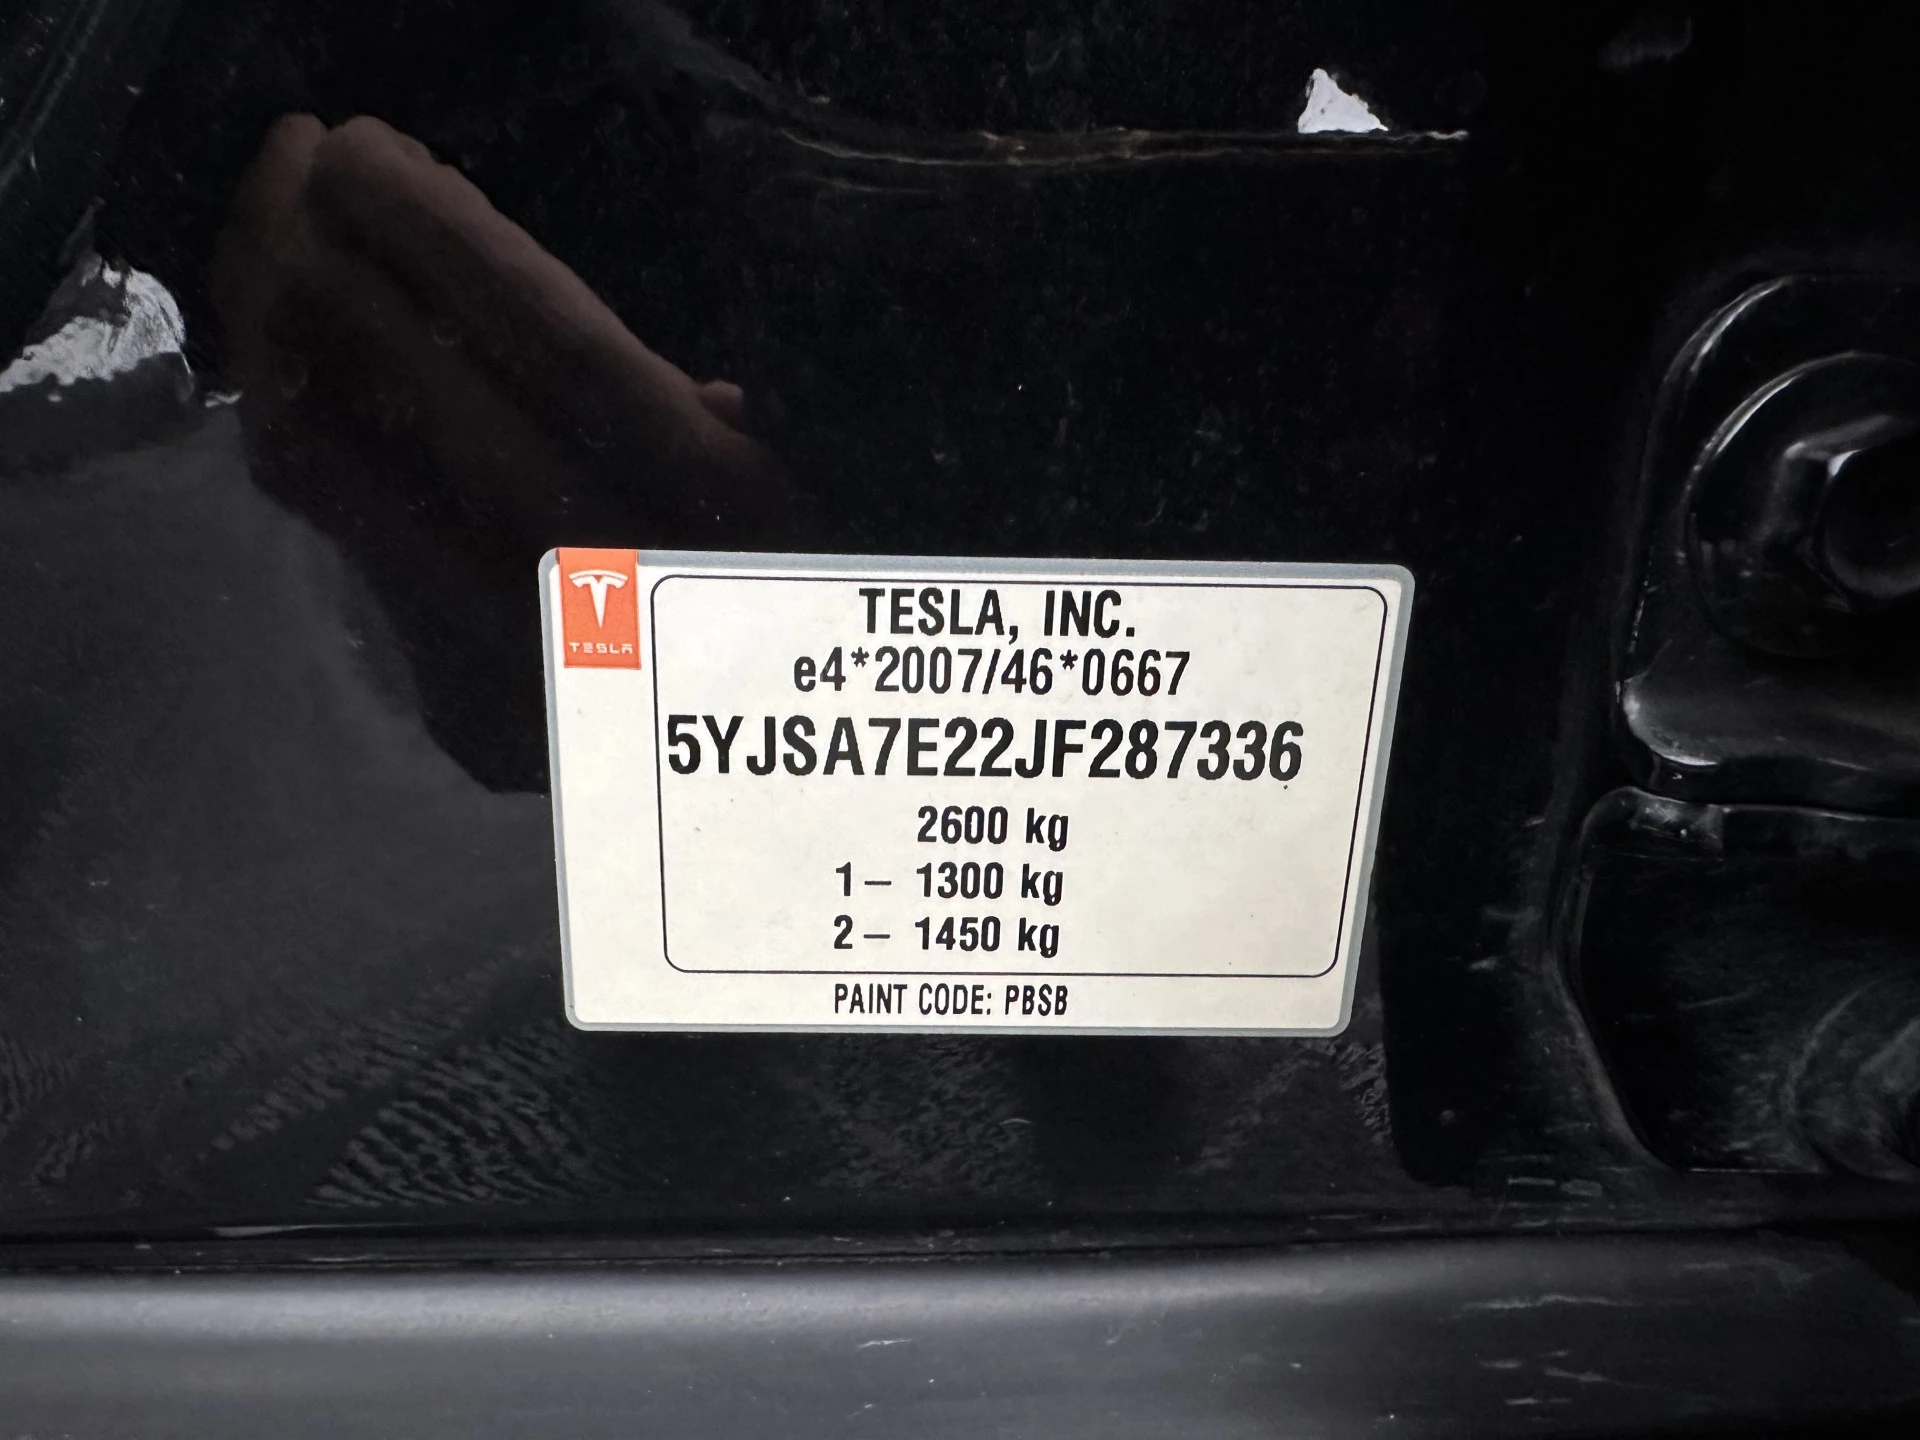 TESLA
TESLA, INC.
e4*2007/46*0667
5YJSA7E22JF287336
2600 kg
1– 1300 kg
2– 1450 kg
PAINT CODE: PBSB